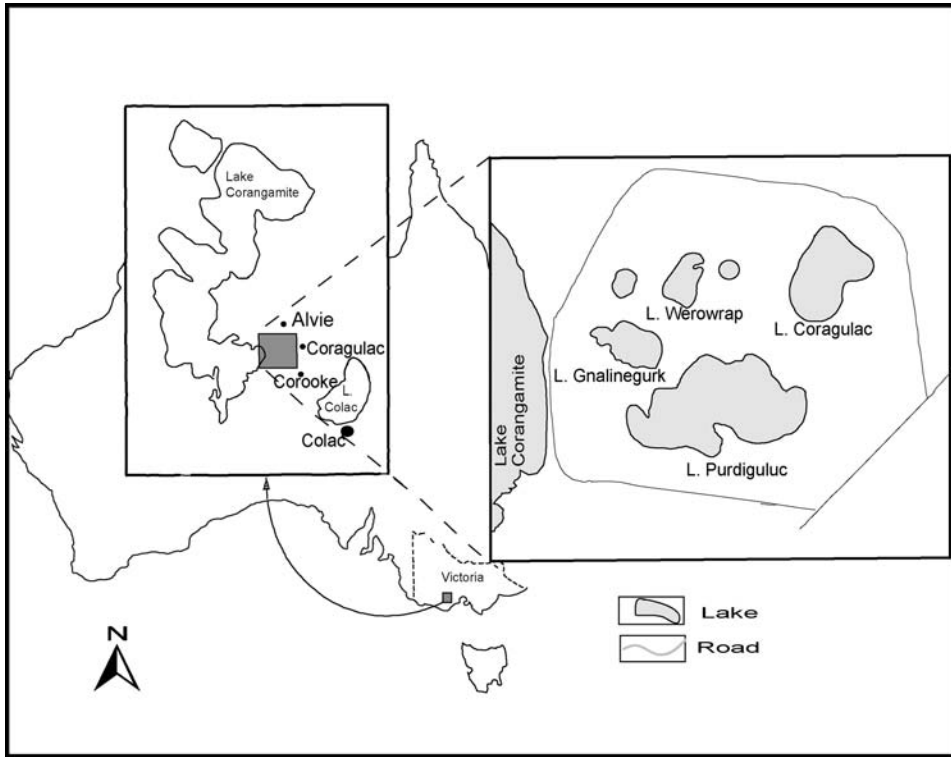 Lake
Corangamite
Alvie
Coragulac
Corooke
L.
Colac
Colac
Lake
Corangamite
L. Werowrap
L. Coragulac
L. Gnalinegurk
L. Purdiguluc
Victoria
N
Lake
Road